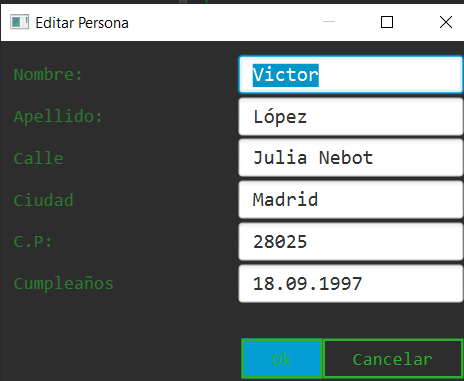 Editar Persona
Nombre: Victor
Apellido: López
Calle Julia Nebot
Ciudad Madrid
C.P: 28025
Cumpleaños 18.09.1997
Ok Cancelar